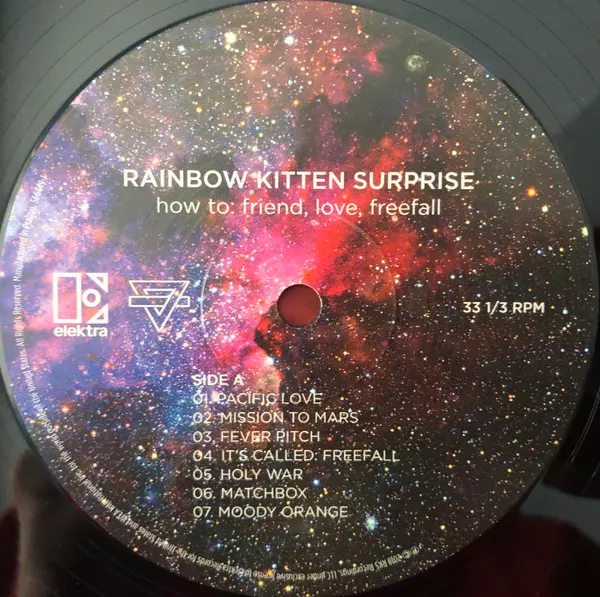 RAINBOW KITTEN SURPRISE
how to: friend, love, freefall
elektra
33 1/3 RPM
SIDE A
01. PACIFIC LOVE
02. MISSION TO MARS
03. FEVER PITCH
04. IT'S CALLED: FREEFALL
05. HOLY WAR
06. MATCHBOX
07. MOODY ORANGE